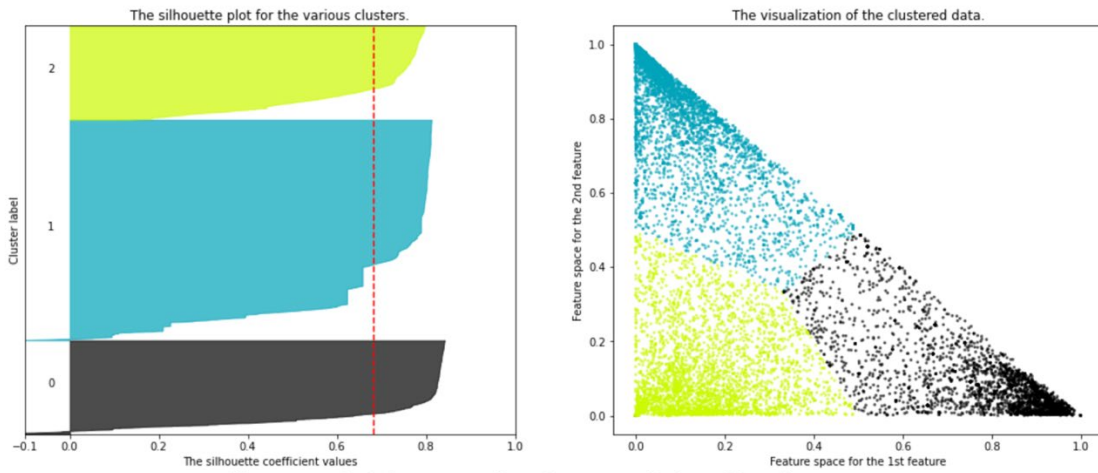 The silhouette plot for the various clusters.
2
1
0
Cluster label
−0.1 0.0 0.2 0.4 0.6 0.8 1.0
The silhouette coefficient values
The visualization of the clustered data.
1.0
0.8
0.6
0.4
0.2
0.0
Feature space for the 2nd feature
0.0 0.2 0.4 0.6 0.8 1.0
Feature space for the 1st feature